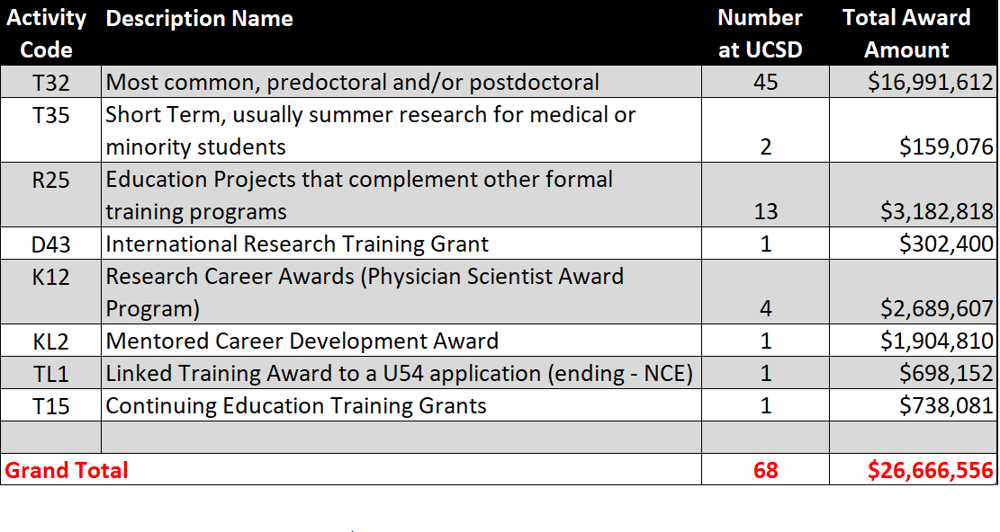 Activity Code Description Name Number at UCSD Total Award Amount
T32 Most common, predoctoral and/or postdoctoral 45 $16,991,612
T35 Short Term, usually summer research for medical or
minority students 2 $159,076
R25 Education Projects that complement other formal
training programs 13 $3,182,818
D43 International Research Training Grant 1 $302,400
K12 Research Career Awards (Physician Scientist Award
Program) 4 $2,689,607
KL2 Mentored Career Development Award 1 $1,904,810
TL1 Linked Training Award to a U54 application (ending - NCE) 1 $698,152
T15 Continuing Education Training Grants 1 $738,081
Grand Total 68 $26,666,556